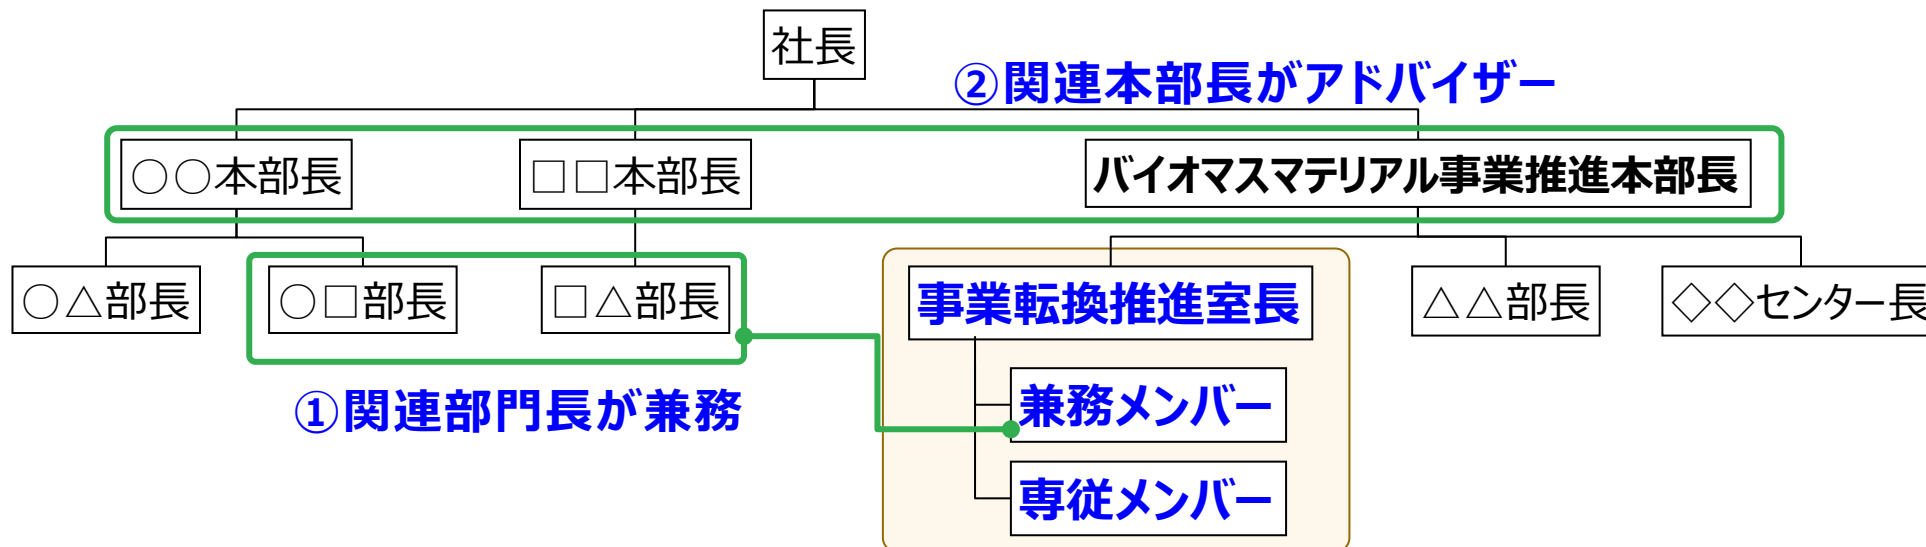 社長
②関連本部長がアドバイザー
○○本部長
□□本部長
バイオマスマテリアル事業推進本部長
○△部長
○□部長
□△部長
事業転換推進室長
△△部長
◇◇センター長
①関連部門長が兼務
兼務メンバー
専従メンバー